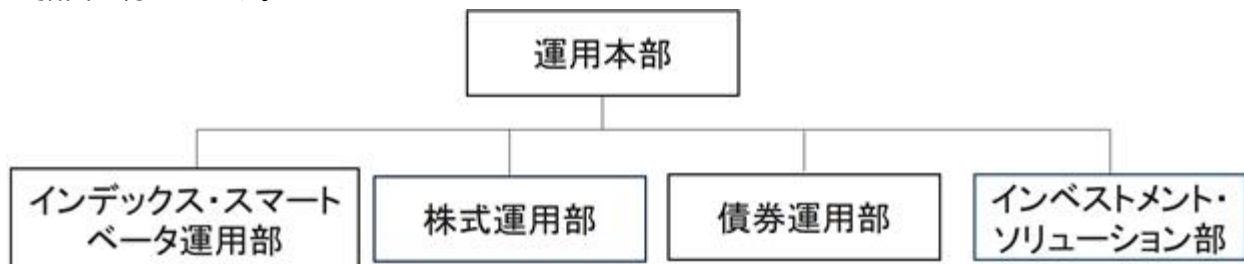 運用本部
インデックス・スマート
ベータ運用部
株式運用部
債券運用部
インベストメント・
ソリューション部